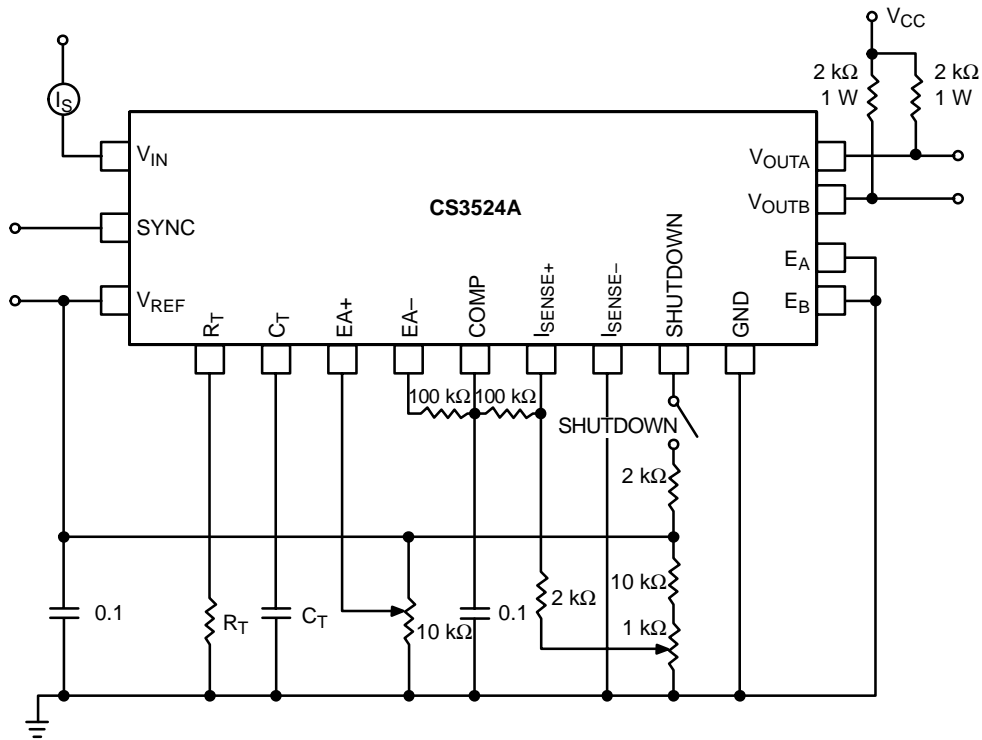 VCC
2 kΩ
1 W
2 kΩ
1 W
IS
VIN
VOUTA
CS3524A
VOUTB
SYNC
EA
VREF
EB
RT
CT
EA+
EA−
COMP
ISENSE+
ISENSE−
SHUTDOWN
GND
100 kΩ
100 kΩ
SHUTDOWN
2 kΩ
0.1
RT
CT
10 kΩ
0.1
2 kΩ
10 kΩ
1 kΩ